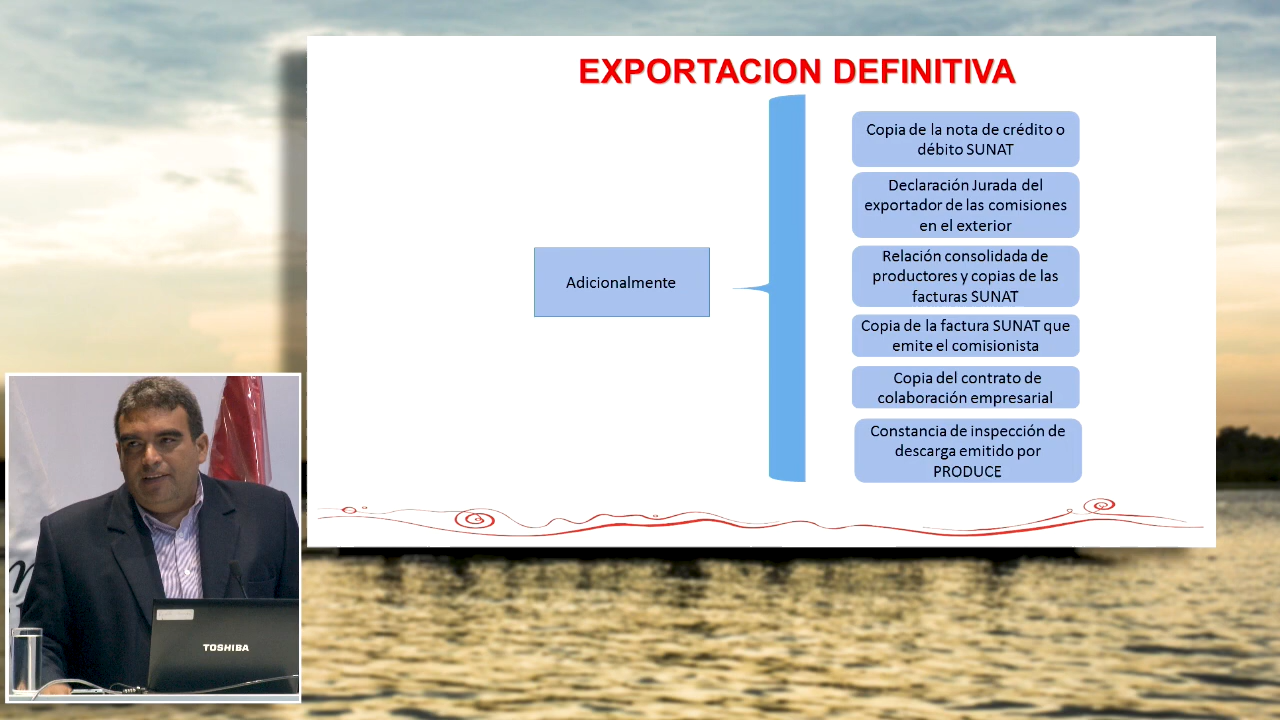 EXPORTACION DEFINITIVA
Adicionalmente
Copia de la nota de crédito o
débito SUNAT
Declaración Jurada del
exportador de las comisiones
en el exterior
Relación consolidada de
productores y copias de las
facturas SUNAT
Copia de la factura SUNAT que
emite el comisionista
Copia del contrato de
colaboración empresarial
Constancia de inspección de
descarga emitido por
PRODUCE
TOSHIBA